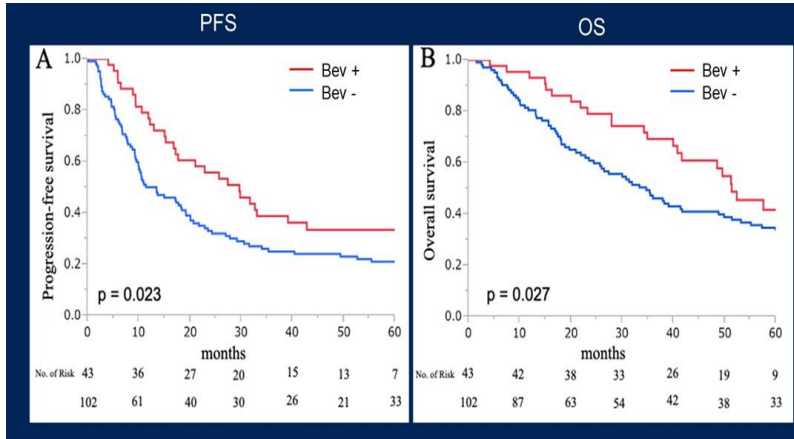 PFS
OS
A
Bev +
Bev -
Progression-free survival
1.0
0.8
0.6
0.4
0.2
0.0
p = 0.023
0 10 20 30 40 50 60
months
No. of Risk 43 36 27 20 15 13 7
102 61 40 30 26 21 33
B
Bev +
Bev -
Overall survival
1.0
0.8
0.6
0.4
0.2
0.0
p = 0.027
0 10 20 30 40 50 60
months
No. of Risk 43 42 38 33 26 19 9
102 87 63 54 42 38 33